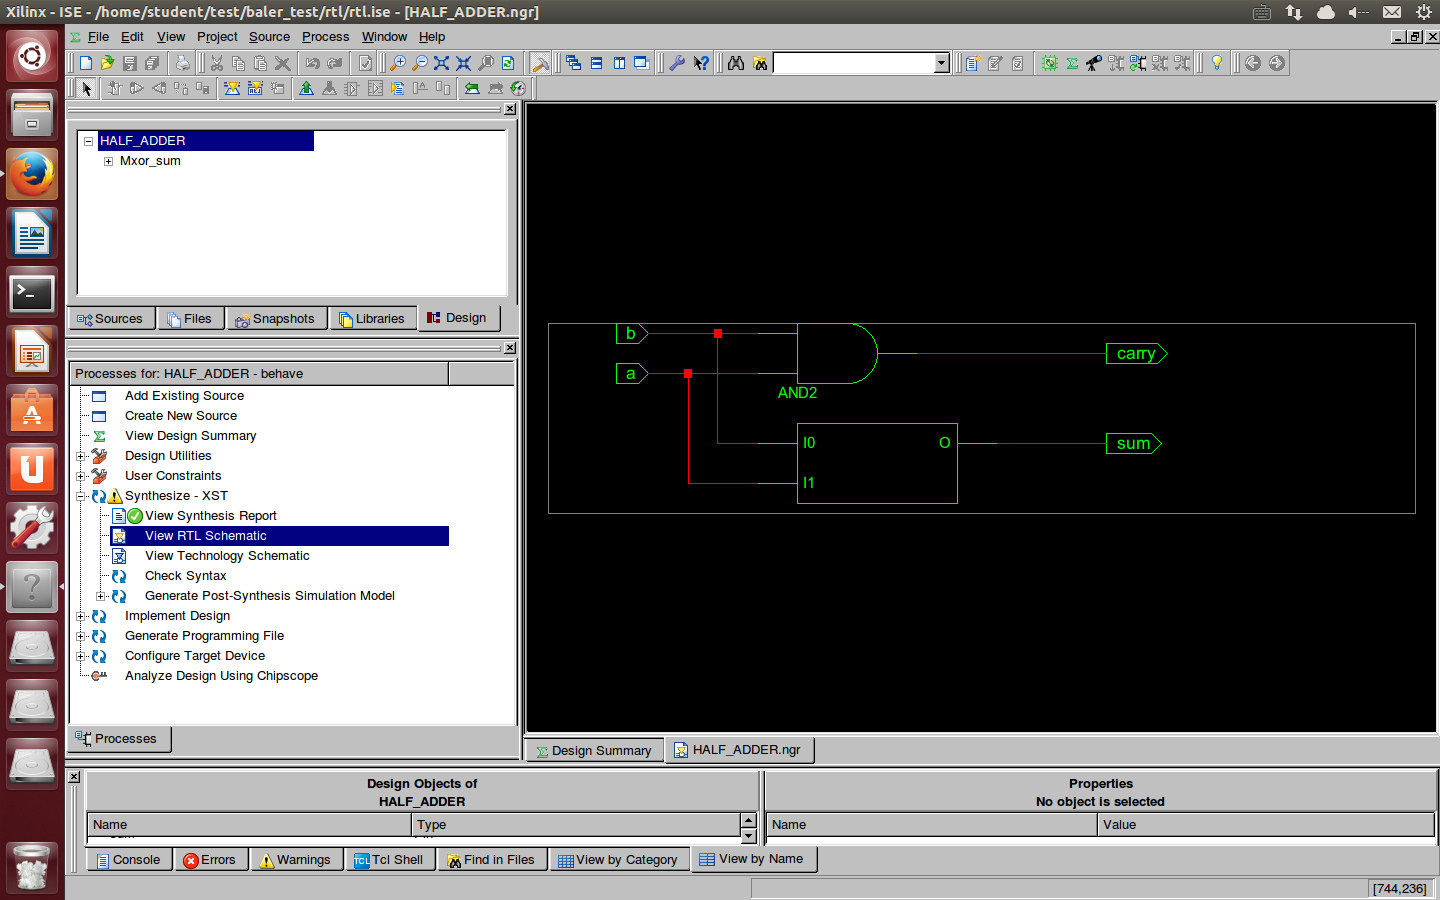 Xilinx - ISE - /home/student/test/baler_test/rtl/rtl.ise - [HALF_ADDER.ngr]
File Edit View Project Source Process Window Help
HALF_ADDER
Mxor_sum
Sources Files Snapshots Libraries Design
Processes for: HALF_ADDER - behave
Add Existing Source
Create New Source
View Design Summary
Design Utilities
User Constraints
Synthesize - XST
View Synthesis Report
View RTL Schematic
View Technology Schematic
Check Syntax
Generate Post-Synthesis Simulation Model
Implement Design
Generate Programming File
Configure Target Device
Analyze Design Using Chipscope
Processes
b
a
AND2
carry
I0 O
I1
sum
Design Summary HALF_ADDER.ngr
Design Objects of
HALF_ADDER
Name Type
Properties
No object is selected
Name Value
Console Errors Warnings TCL Tcl Shell Find in Files View by Category View by Name
[744,236]